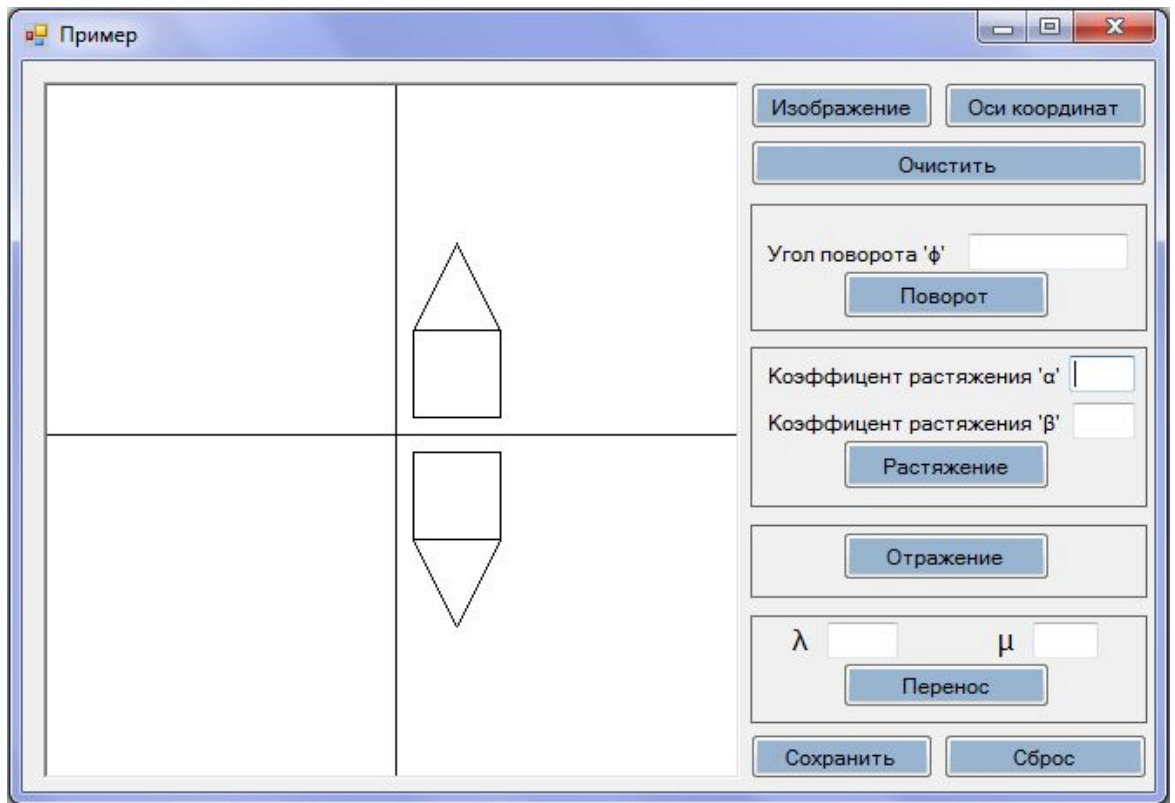 Пример
Изображение Оси координат
Очистить
Угол поворота 'ϕ'
Поворот
Коэффицент растяжения 'α'
Коэффицент растяжения 'β'
Растяжение
Отражение
λ μ
Перенос
Сохранить Сброс